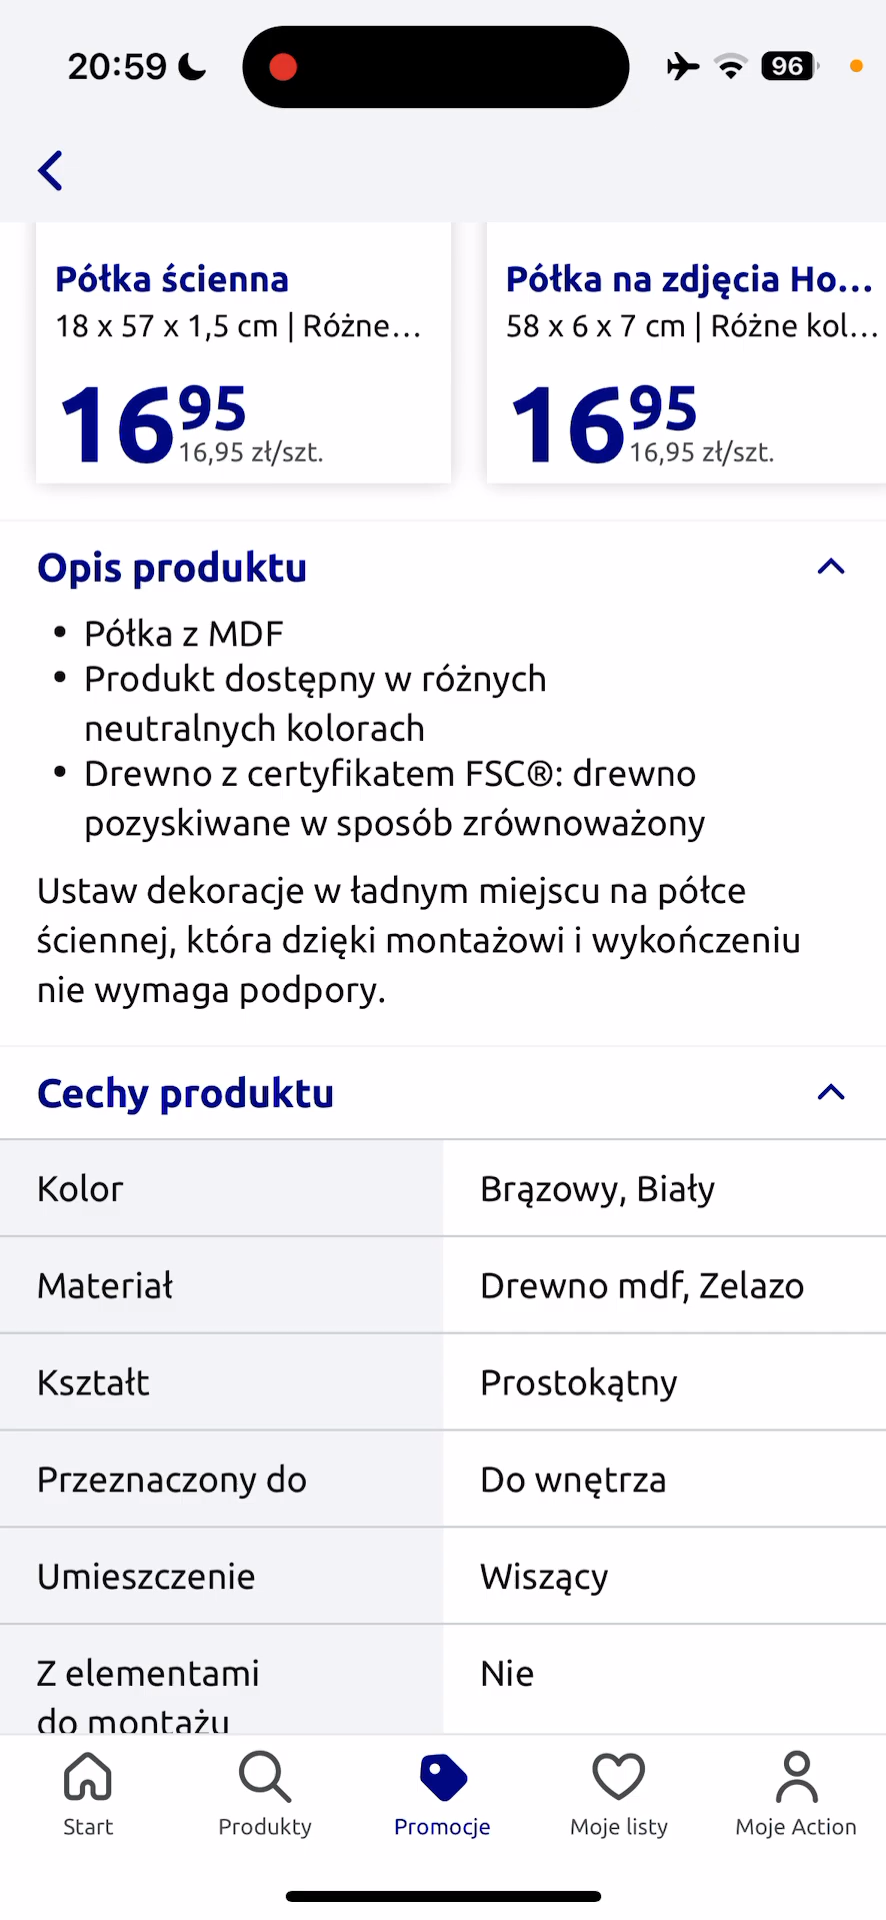 20:59
96
Półka ścienna
18 x 57 x 1,5 cm | Różne...
16 95
16,95 zł/szt.
Półka na zdjęcia Ho...
58 x 6 x 7 cm | Różne kol...
16 95
16,95 zł/szt.
Opis produktu
• Półka z MDF
• Produkt dostępny w różnych
neutralnych kolorach
• Drewno z certyfikatem FSC®: drewno
pozyskiwane w sposób zrównoważony
Ustaw dekoracje w ładnym miejscu na półce
ściennej, która dzięki montażowi i wykończeniu
nie wymaga podpory.
Cechy produktu
Kolor Brązowy, Biały
Materiał Drewno mdf, Zelazo
Kształt Prostokątny
Przeznaczony do Do wnętrza
Umieszczenie Wiszący
Z elementami Nie
do montażu
Start Produkty Promocje Moje listy Moje Action